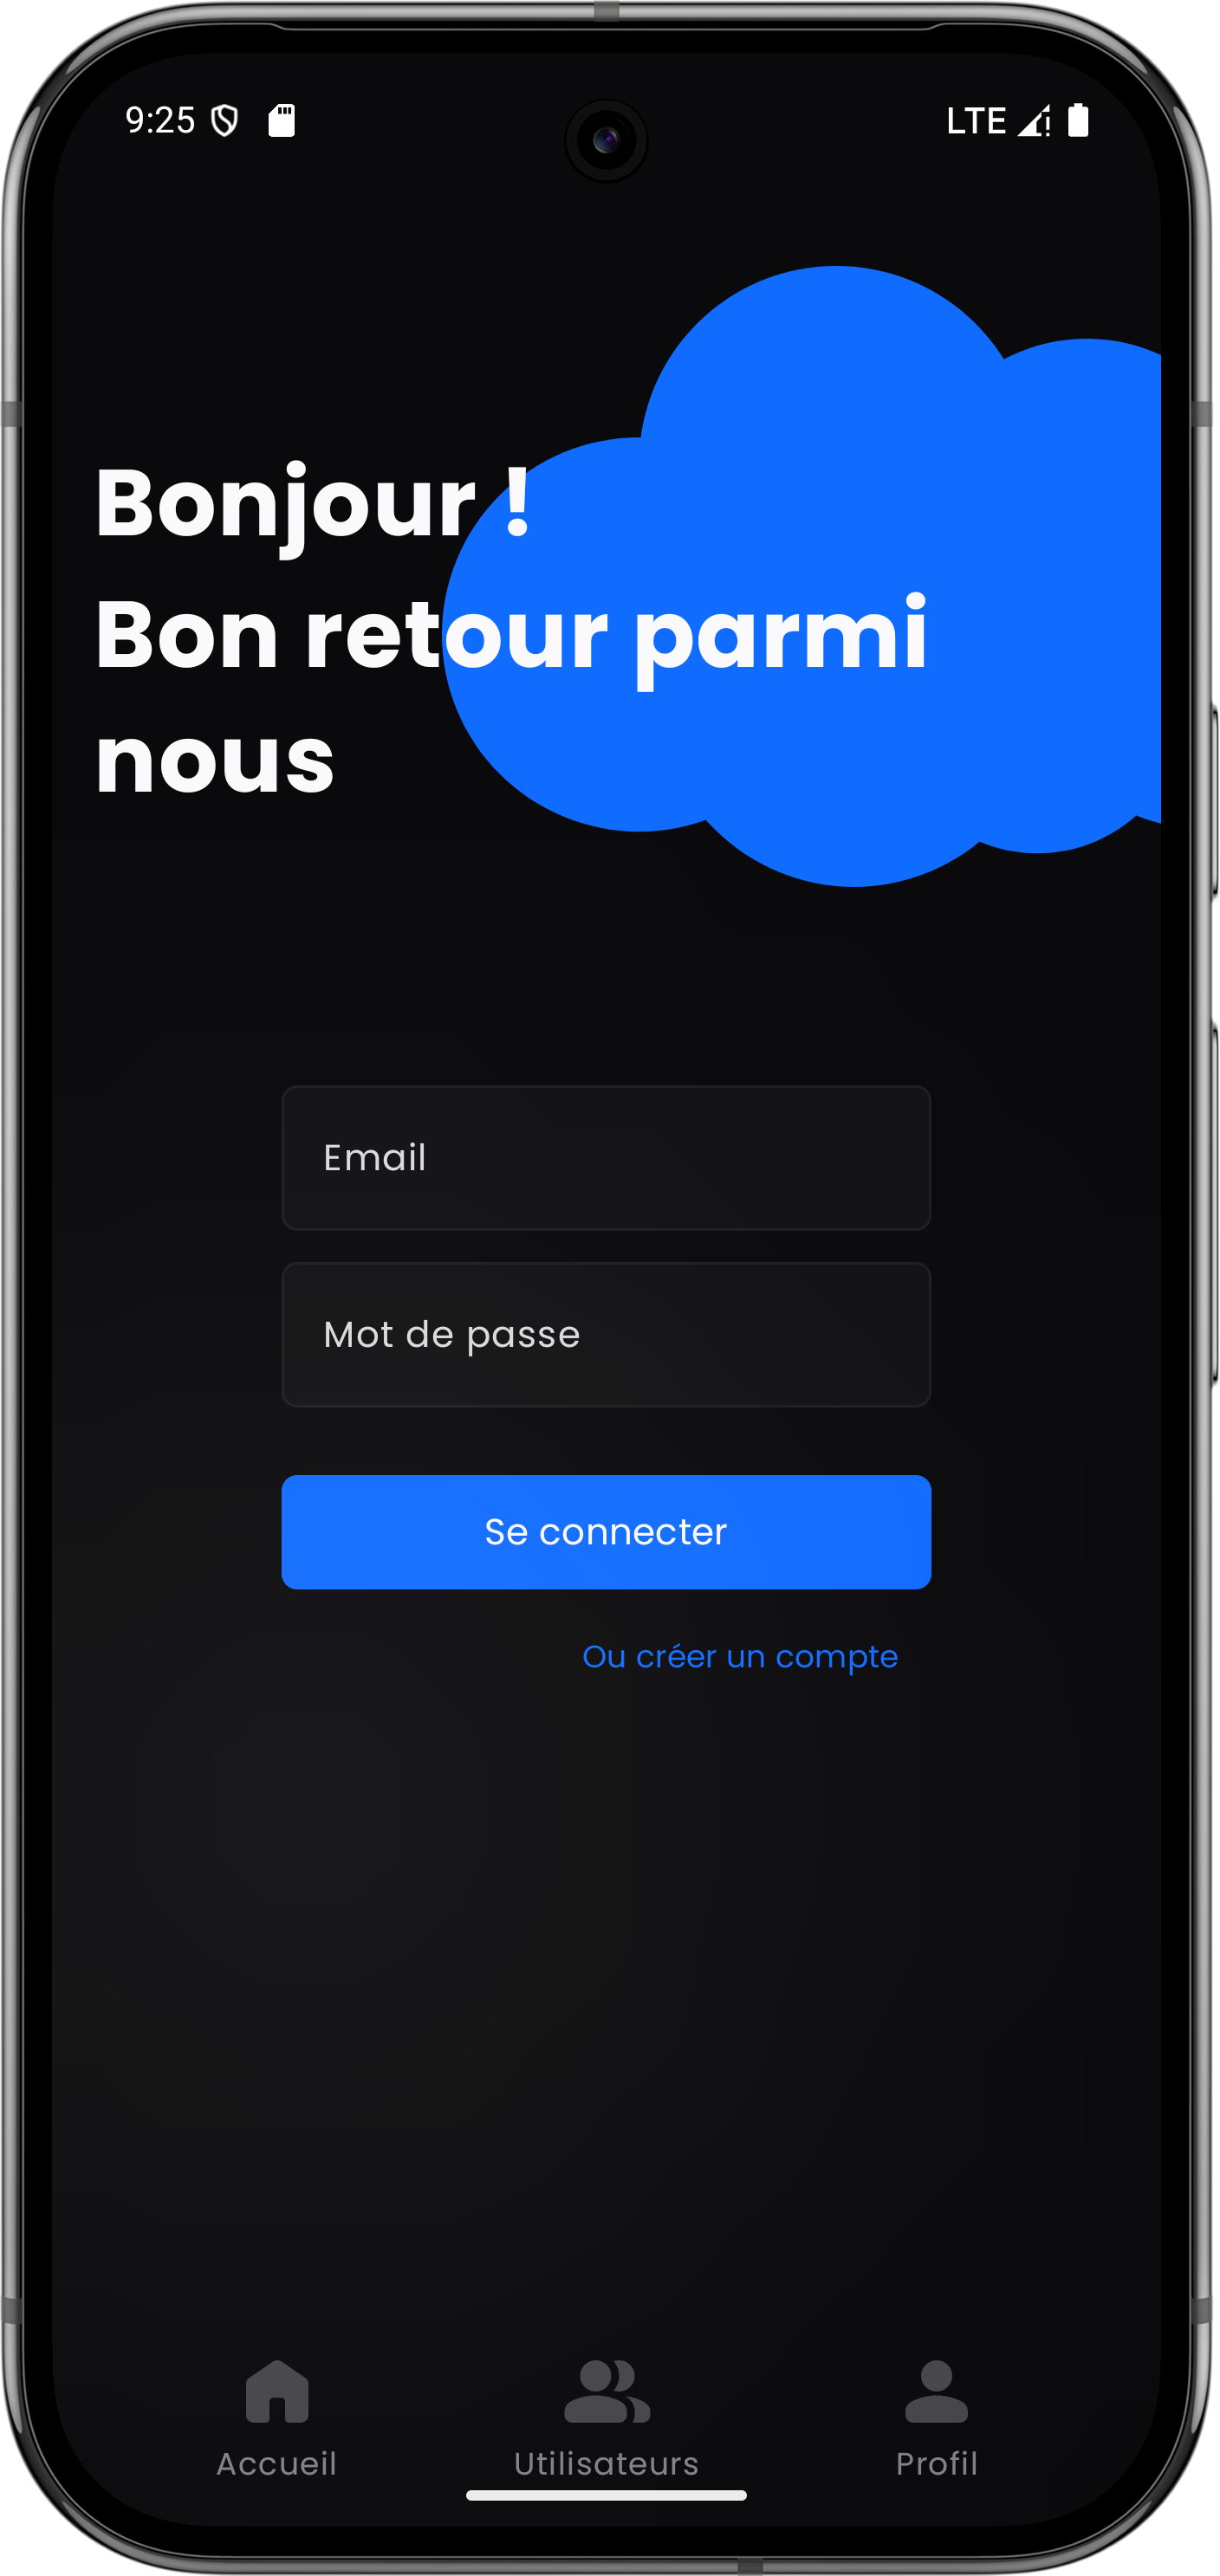 9:25
LTE
Bonjour !
Bon retour parmi
nous
Email
Mot de passe
Se connecter
Ou créer un compte
Accueil
Utilisateurs
Profil